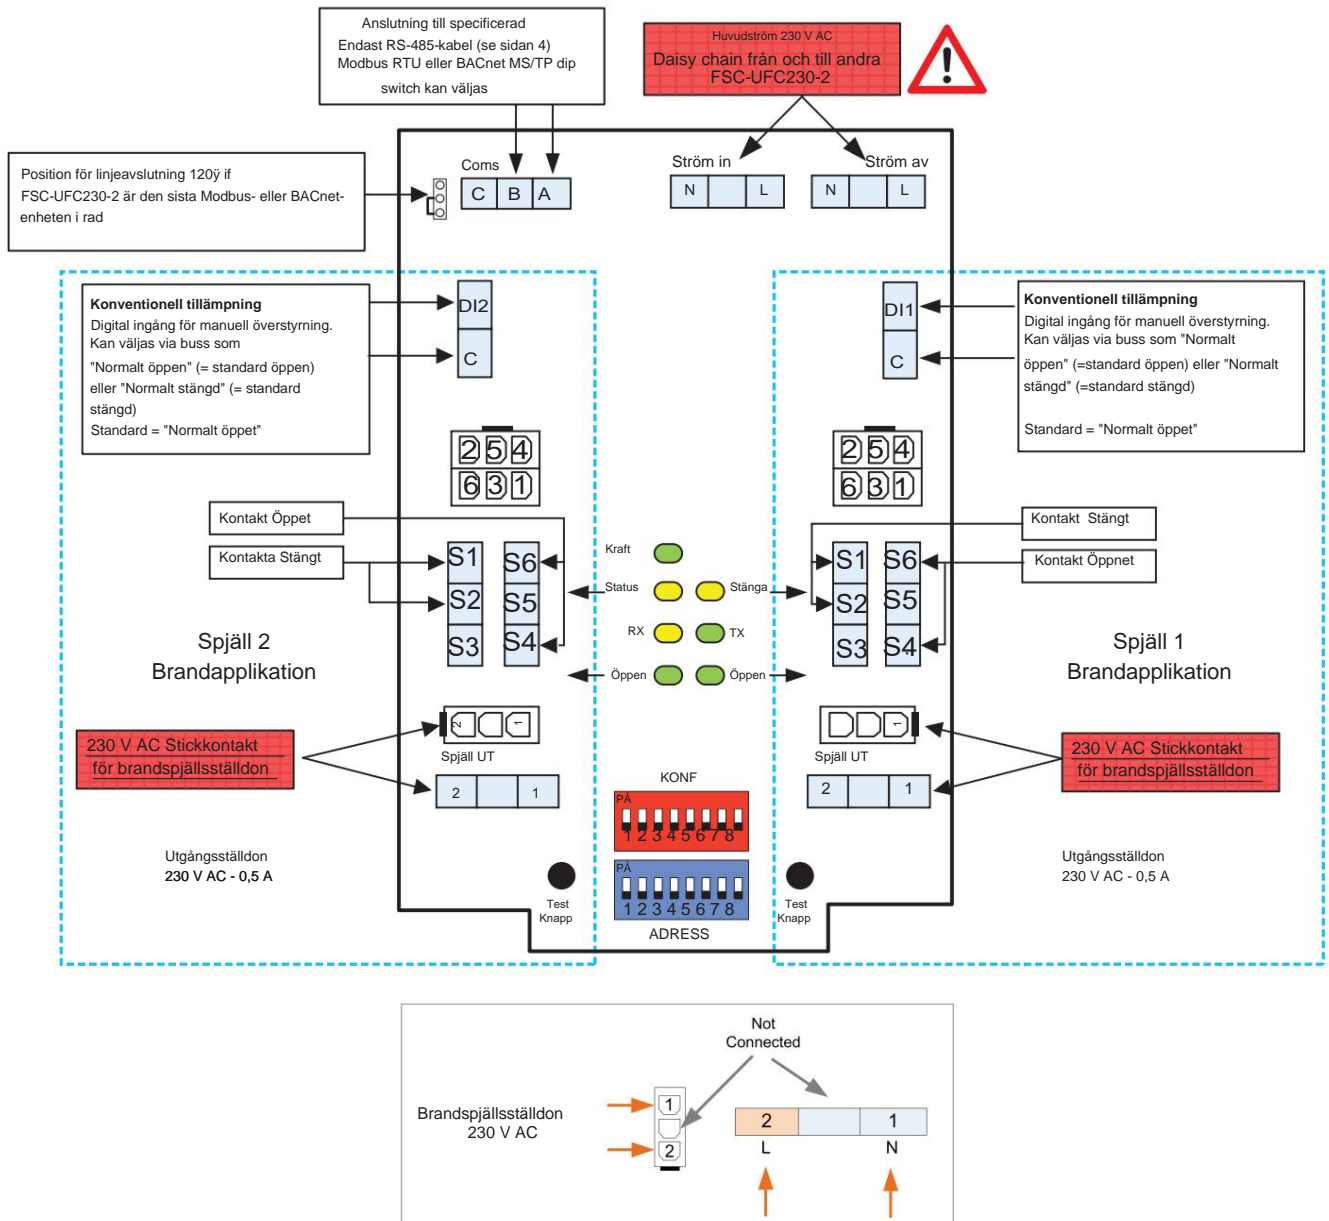 Anslutning till specificerad
Endast RS-485-kabel (se sidan 4)
Modbus RTU eller BACnet MS/TP dip
switch kan väljas
Huvudström 230 V AC
Daisy chain från och till andra
FSC-UFC230-2
Position för linjeavslutning 120ÿ if
FSC-UFC230-2 är den sista Modbus- eller BACnet-
enheten i rad
Coms
C B A
Ström in
N L
Ström av
N L
Konventionell tillämpning
Digital ingång för manuell överstyrning.
Kan väljas via buss som
"Normalt öppen" (= standard öppen)
eller "Normalt stängd" (= standard
stängd)
Standard = "Normalt öppet"
DI2
C
DI1
C
Konventionell tillämpning
Digital ingång för manuell överstyrning.
Kan väljas via buss som "Normalt
öppen" (=standard öppen) eller "Normalt
stängd" (=standard stängd)
Standard = "Normalt öppet"
2 5 4
6 3 1
2 5 4
6 3 1
Kontakt Öppet
Kontakta Stängt
S1 S6
S2 S5
S3 S4
Kraft
Status
Stänga
RX
TX
Öppen
Öppen
S1 S6
S2 S5
S3 S4
Kontakt Stängt
Kontakt Öppnet
Spjäll 2
Brandapplikation
Spjäll 1
Brandapplikation
230 V AC Stickkontakt
för brandspjällsställdon
2 1
Spjäll UT
2 1
1
Spjäll UT
2 1
230 V AC Stickkontakt
för brandspjällsställdon
KONF
PÅ
1 2 3 4 5 6 7 8
PÅ
1 2 3 4 5 6 7 8
ADRESS
Utgångsställdon
230 V AC - 0,5 A
Test
Knapp
Test
Knapp
Utgångsställdon
230 V AC - 0,5 A
Not
Connected
Brandspjällsställdon
230 V AC
1
2
2 1
L N